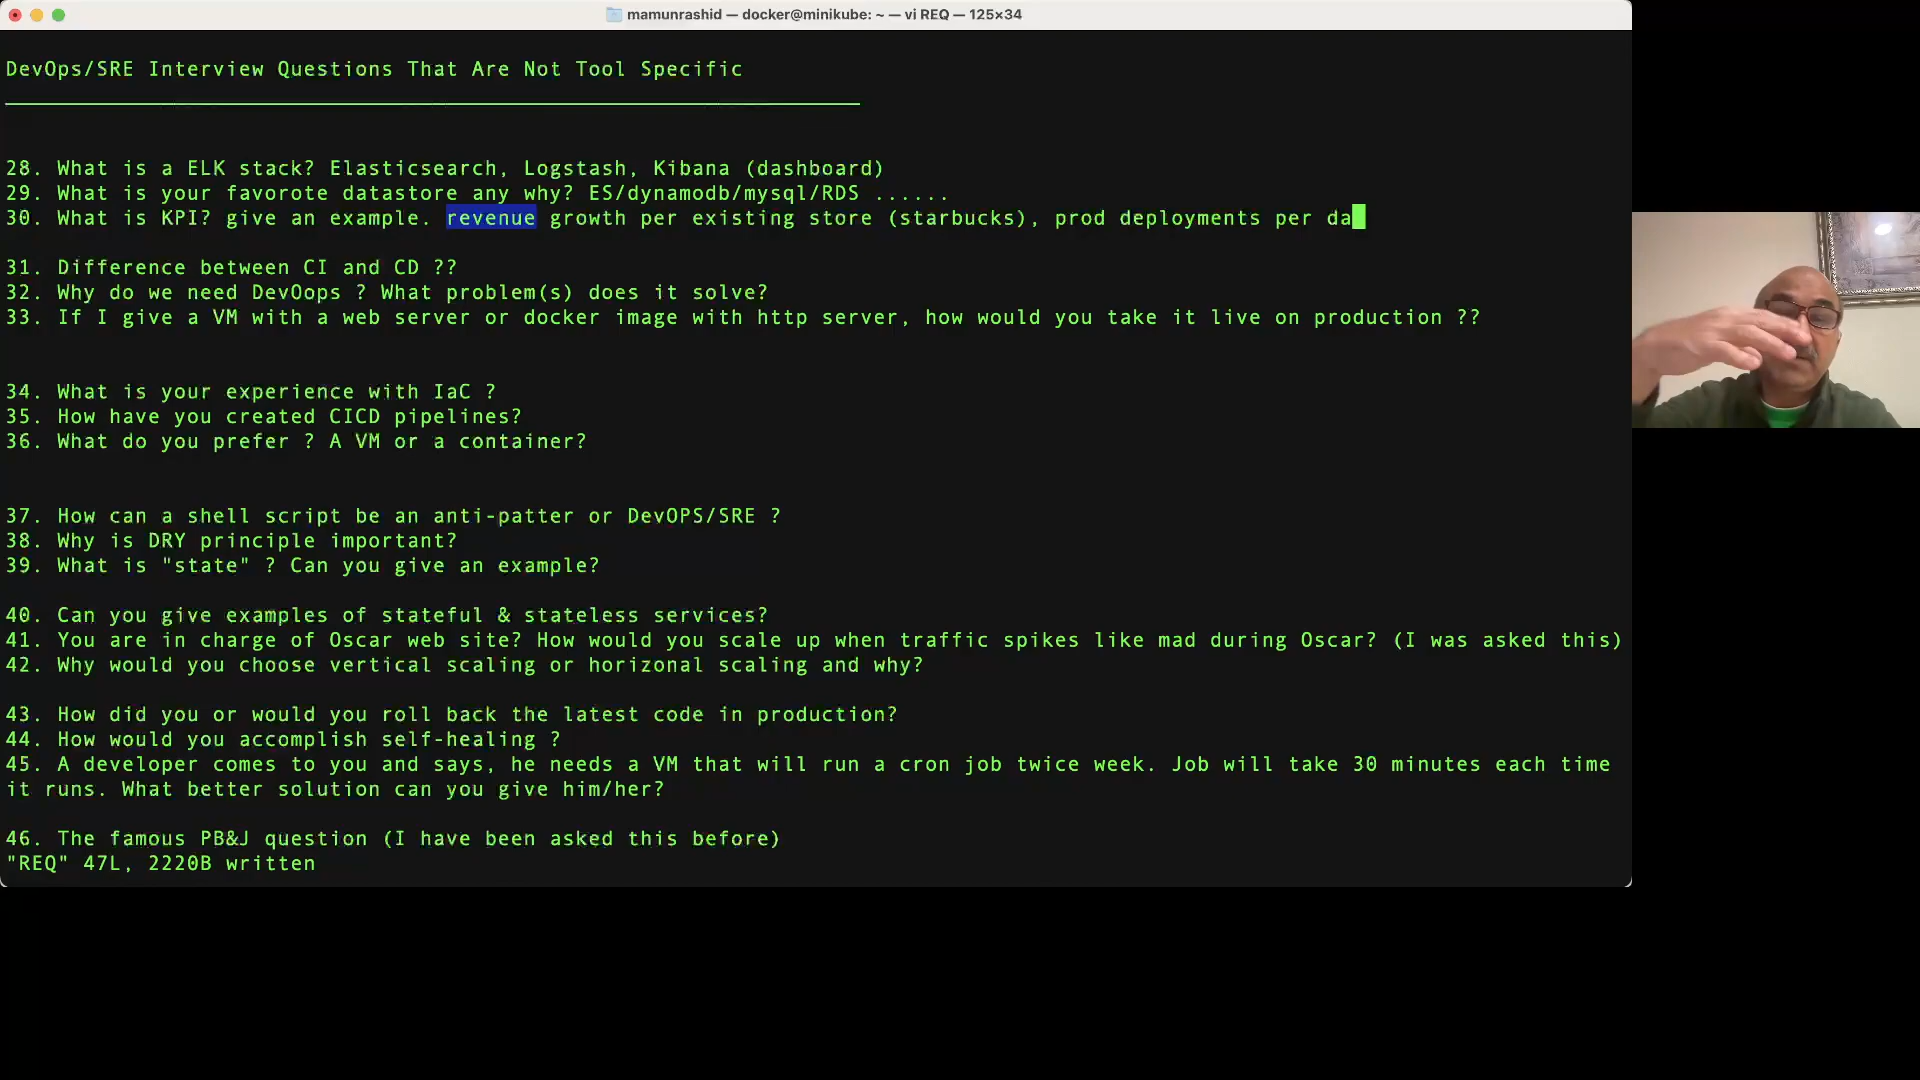 mamunrashid — docker@minikube: ~ — vi REQ — 125×34
DevOps/SRE Interview Questions That Are Not Tool Specific
28. What is a ELK stack? Elasticsearch, Logstash, Kibana (dashboard)
29. What is your favorote datastore any why? ES/dynamodb/mysql/RDS ......
30. What is KPI? give an example. revenue growth per existing store (starbucks), prod deployments per da
31. Difference between CI and CD ??
32. Why do we need DevOops ? What problem(s) does it solve?
33. If I give a VM with a web server or docker image with http server, how would you take it live on production ??
34. What is your experience with IaC ?
35. How have you created CICD pipelines?
36. What do you prefer ? A VM or a container?
37. How can a shell script be an anti-patter or DevOPS/SRE ?
38. Why is DRY principle important?
39. What is "state" ? Can you give an example?
40. Can you give examples of stateful & stateless services?
41. You are in charge of Oscar web site? How would you scale up when traffic spikes like mad during Oscar? (I was asked this)
42. Why would you choose vertical scaling or horizonal scaling and why?
43. How did you or would you roll back the latest code in production?
44. How would you accomplish self-healing ?
45. A developer comes to you and says, he needs a VM that will run a cron job twice week. Job will take 30 minutes each time
it runs. What better solution can you give him/her?
46. The famous PB&J question (I have been asked this before)
"REQ" 47L, 2220B written